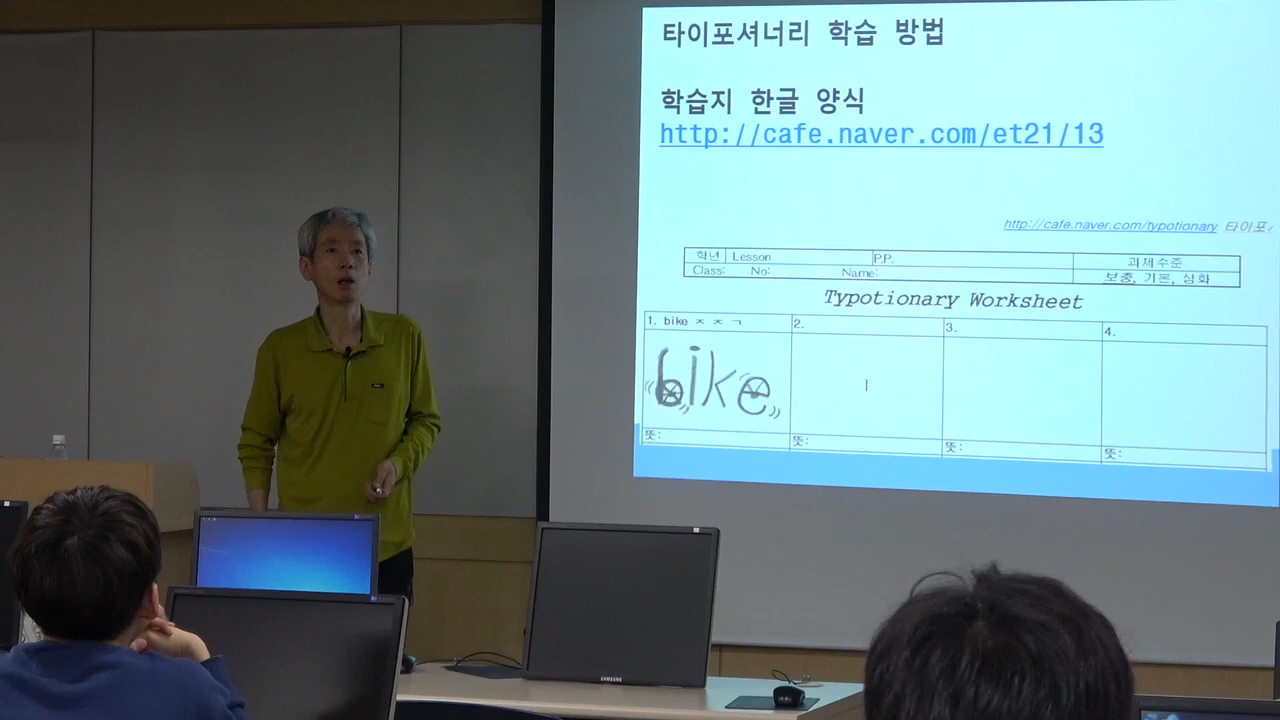 타이포셔너리 학습 방법
학습지 한글 양식
http://cafe.naver.com/et21/13
http://cafe.naver.com/typotionary 타이포
학년 Lesson P.P. 과제수준
Class: No: Name: 보충, 기본, 심화
Typotionary Worksheet
1. bike ㅈ ㅈ ㄱ 2. 3. 4.
bike
뜻: 뜻: 뜻: 뜻:
SAMSUNG